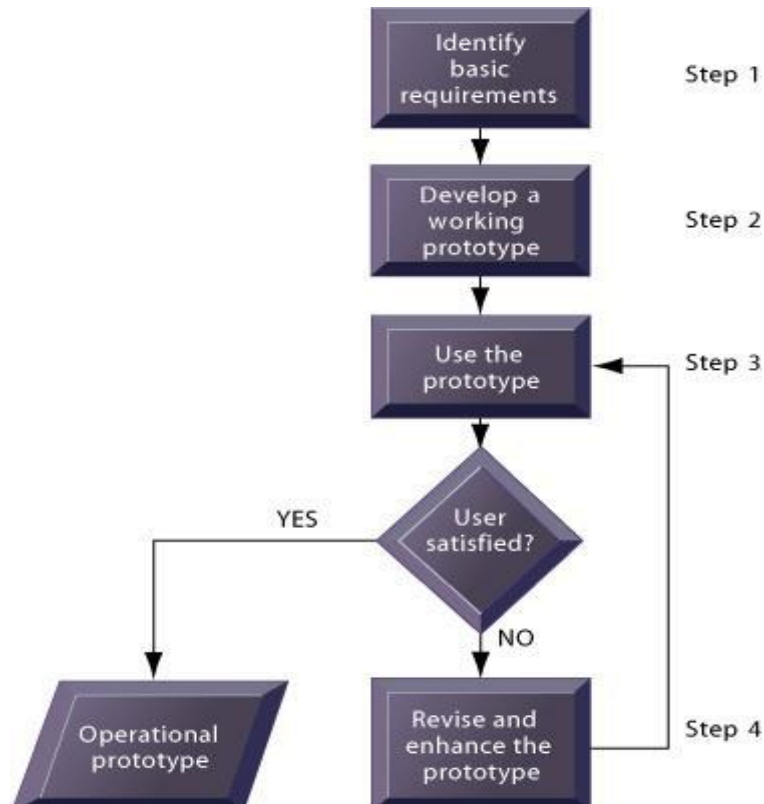 Identify
basic
requirements
Step 1
Develop a
working
prototype
Step 2
Use the
prototype
Step 3
User
satisfied?
YES
NO
Operational
prototype
Revise and
enhance the
prototype
Step 4